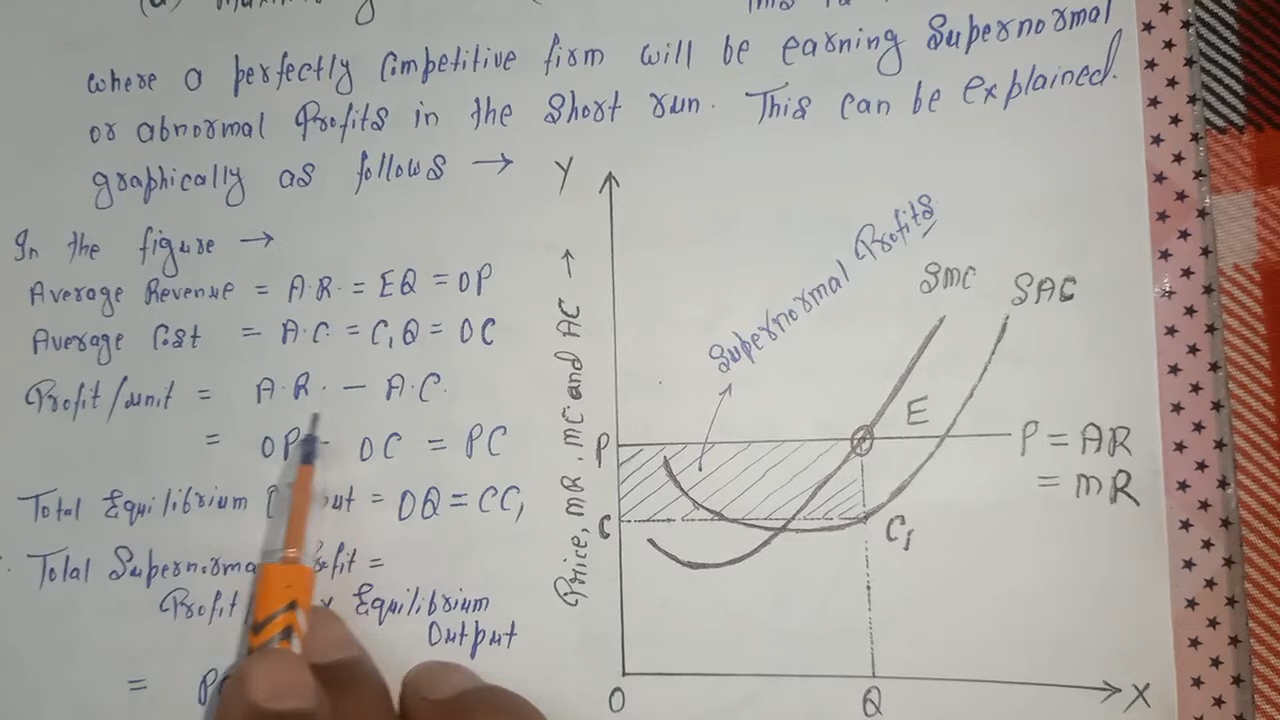 where a perfectly Competitive firm will be earning Supernormal
or abnormal Profits in the Short run. This can be explained.
graphically as follows →
In the figure →
Average Revenue = A.R. = EQ = OP
Average Cost = A.C. = C₁Q = OC
Profit/unit = A.R. - A.C.
= OP - OC = PC
Total Equilibrium = OQ = CC₁
Total =
Equilibrium
Output
=
Y
Price, MR, MC and AC →
Supernormal Profits
SMC
SAC
E
P
P = AR
= MR
C
C₁
O
Q
X